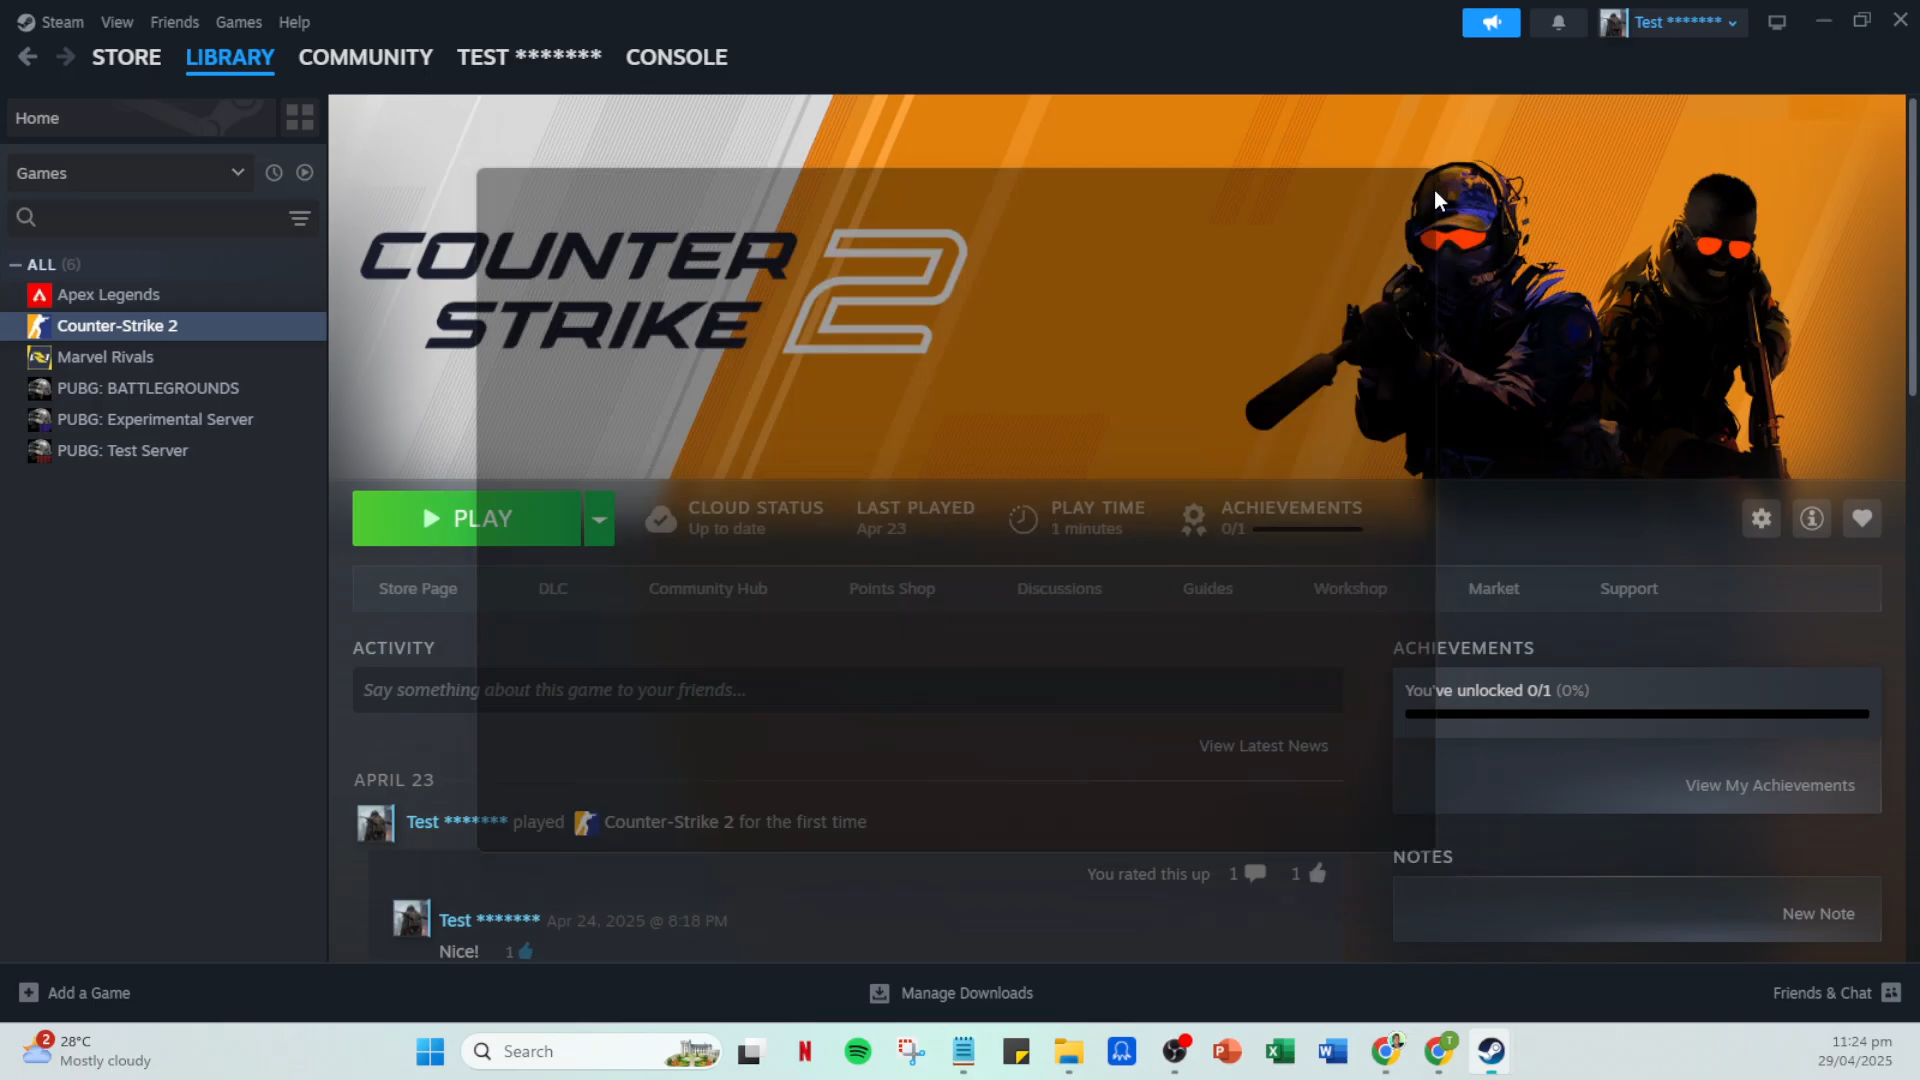 Steam View Friends Games Help
Test *******
STORE LIBRARY COMMUNITY TEST ******* CONSOLE
Home
Games
ALL (6)
Apex Legends
Counter-Strike 2
Marvel Rivals
PUBG: BATTLEGROUNDS
PUBG: Experimental Server
PUBG: Test Server
COUNTER
STRIKE 2
PLAY
CLOUD STATUS
Up to date
LAST PLAYED
Apr 23
PLAY TIME
1 minutes
ACHIEVEMENTS
0/1
Store Page DLC Community Hub Points Shop Discussions Guides Workshop Market Support
ACTIVITY
Say something about this game to your friends...
View Latest News
APRIL 23
Test ******* played Counter-Strike 2 for the first time
You rated this up 1 1
Test ******* Apr 24, 2025 @ 8:18 PM
Nice! 1
ACHIEVEMENTS
You've unlocked 0/1 (0%)
View My Achievements
NOTES
New Note
Add a Game
Manage Downloads
Friends & Chat
2
28°C
Mostly cloudy
Search
11:24 pm
29/04/2025